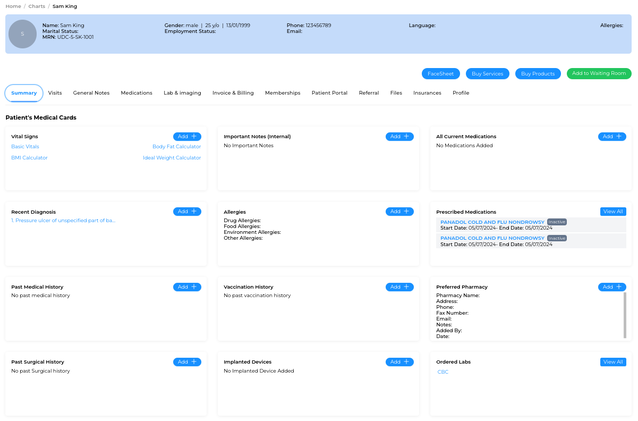 Home / Charts / Sam King
S
Name: Sam King
Marital Status:
MRN: UDC-5-SK-1001
Gender: male | 25 y/o | 13/01/1999
Employment Status:
Phone: 123456789
Email:
Language:
Allergies:
FaceSheet
Buy Services
Buy Products
Add to Waiting Room
Summary
Visits
General Notes
Medications
Lab & imaging
Invoice & Billing
Memberships
Patient Portal
Referral
Files
Insurances
Profile
Patient's Medical Cards
Vital Signs
Add +
Basic Vitals
Body Fat Calculator
BMI Calculator
Ideal Weight Calculator
Important Notes (Internal)
Add +
No Important Notes
All Current Medications
Add +
No Medications Added
Recent Diagnosis
Add +
1. Pressure ulcer of unspecified part of ba...
Allergies
Add +
Drug Allergies:
Food Allergies:
Environment Allergies:
Other Allergies:
Prescribed Medications
View All
PANADOL COLD AND FLU NONDROWSY Inactive
Start Date: 05/07/2024- End Date: 05/07/2024
PANADOL COLD AND FLU NONDROWSY Inactive
Start Date: 05/07/2024- End Date: 05/07/2024
Past Medical History
Add +
No past medical history
Vaccination History
Add +
No past vaccination history
Preferred Pharmacy
Add +
Pharmacy Name:
Address:
Phone:
Fax Number:
Email:
Notes:
Added By:
Date:
Past Surgical History
Add +
No past Surgical history
Implanted Devices
Add +
No Implanted Device Added
Ordered Labs
View All
CBC